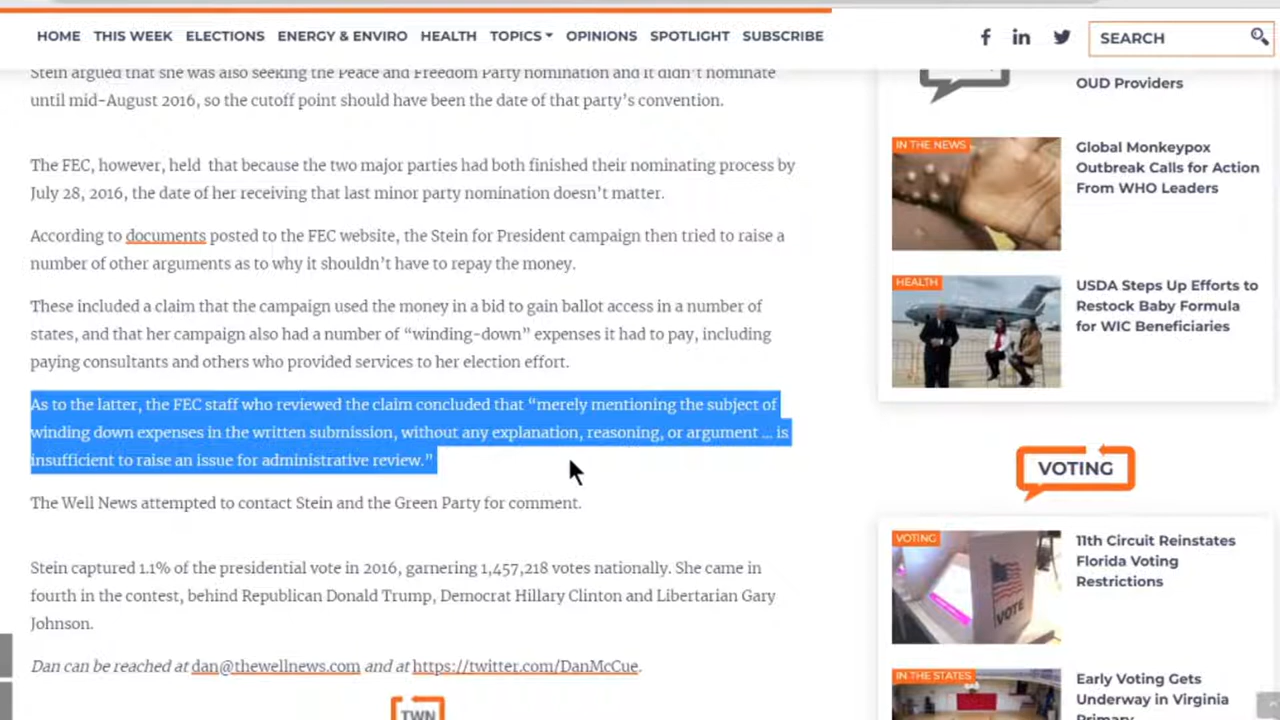 HOME THIS WEEK ELECTIONS ENERGY & ENVIRO HEALTH TOPICS OPINIONS SPOTLIGHT SUBSCRIBE
SEARCH
Stein argued that she was also seeking the Peace and Freedom Party nomination and it didn't nominate
until mid-August 2016, so the cutoff point should have been the date of that party's convention.
The FEC, however, held that because the two major parties had both finished their nominating process by
July 28, 2016, the date of her receiving that last minor party nomination doesn't matter.
According to documents posted to the FEC website, the Stein for President campaign then tried to raise a
number of other arguments as to why it shouldn't have to repay the money.
These included a claim that the campaign used the money in a bid to gain ballot access in a number of
states, and that her campaign also had a number of “winding-down” expenses it had to pay, including
paying consultants and others who provided services to her election effort.
As to the latter, the FEC staff who reviewed the claim concluded that “merely mentioning the subject of
winding down expenses in the written submission, without any explanation, reasoning, or argument … is
insufficient to raise an issue for administrative review.”
The Well News attempted to contact Stein and the Green Party for comment.
Stein captured 1.1% of the presidential vote in 2016, garnering 1,457,218 votes nationally. She came in
fourth in the contest, behind Republican Donald Trump, Democrat Hillary Clinton and Libertarian Gary
Johnson.
Dan can be reached at dan@thewellnews.com and at https://twitter.com/DanMcCue.
TWN
OUD Providers
IN THE NEWS
Global Monkeypox
Outbreak Calls for Action
From WHO Leaders
HEALTH
USDA Steps Up Efforts to
Restock Baby Formula
for WIC Beneficiaries
VOTING
VOTING
VOTE
11th Circuit Reinstates
Florida Voting
Restrictions
IN THE STATES
Early Voting Gets
Underway in Virginia
Primary